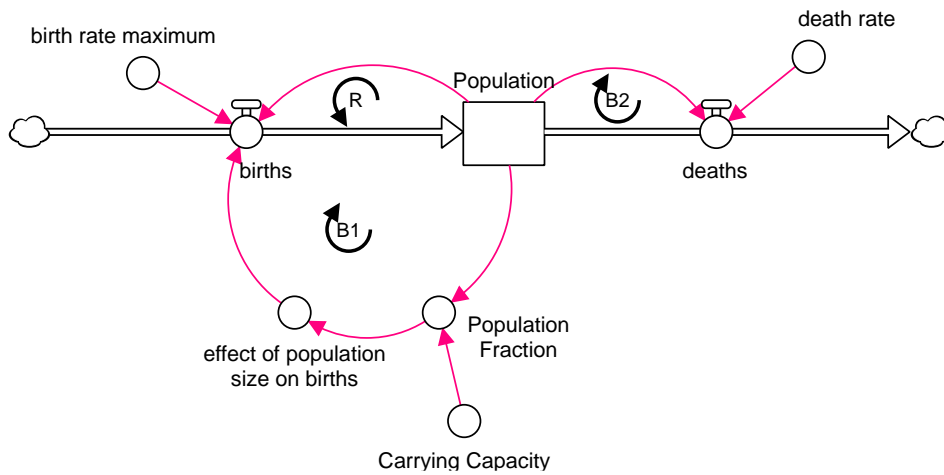 death rate
birth rate maximum
Population
R
B2
births
deaths
B1
Population
Fraction
effect of population
size on births
Carrying Capacity